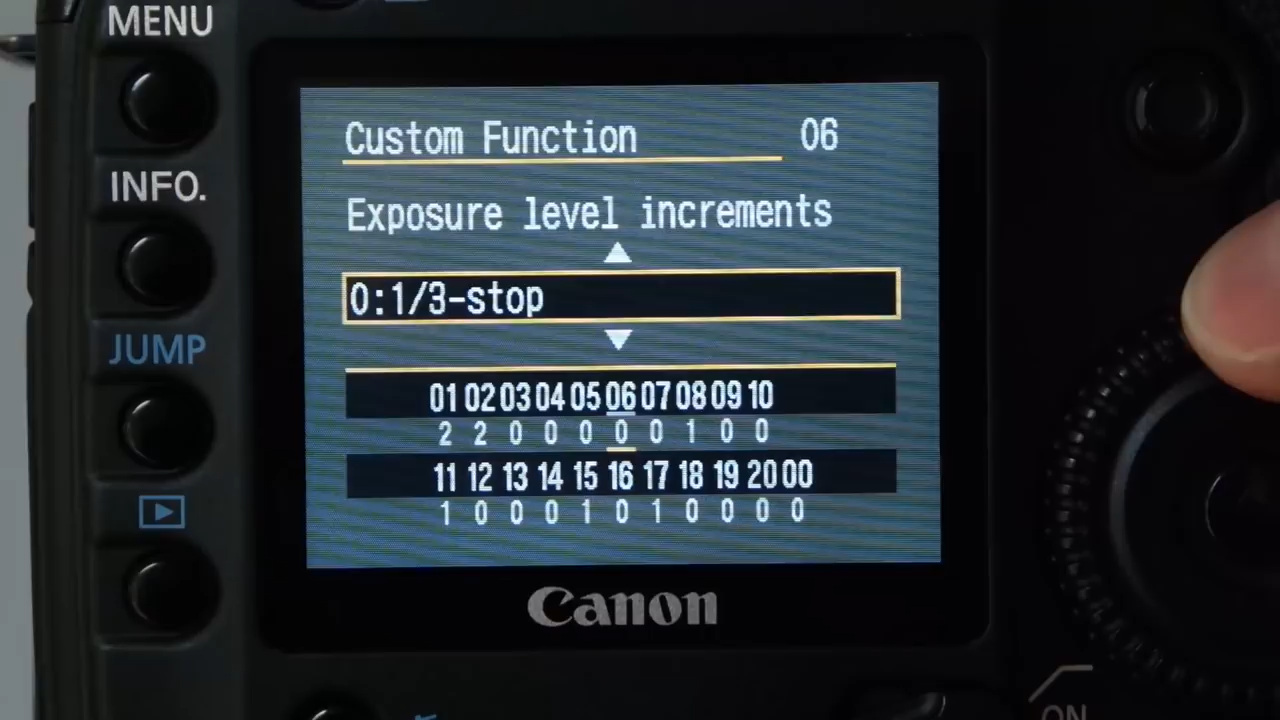 MENU
INFO.
JUMP
Custom Function 06
Exposure level increments
0:1/3-stop
01 02 03 04 05 06 07 08 09 10
2 2 0 0 0 0 0 1 0 0
11 12 13 14 15 16 17 18 19 20 00
1 0 0 0 1 0 1 0 0 0 0
Canon
ON